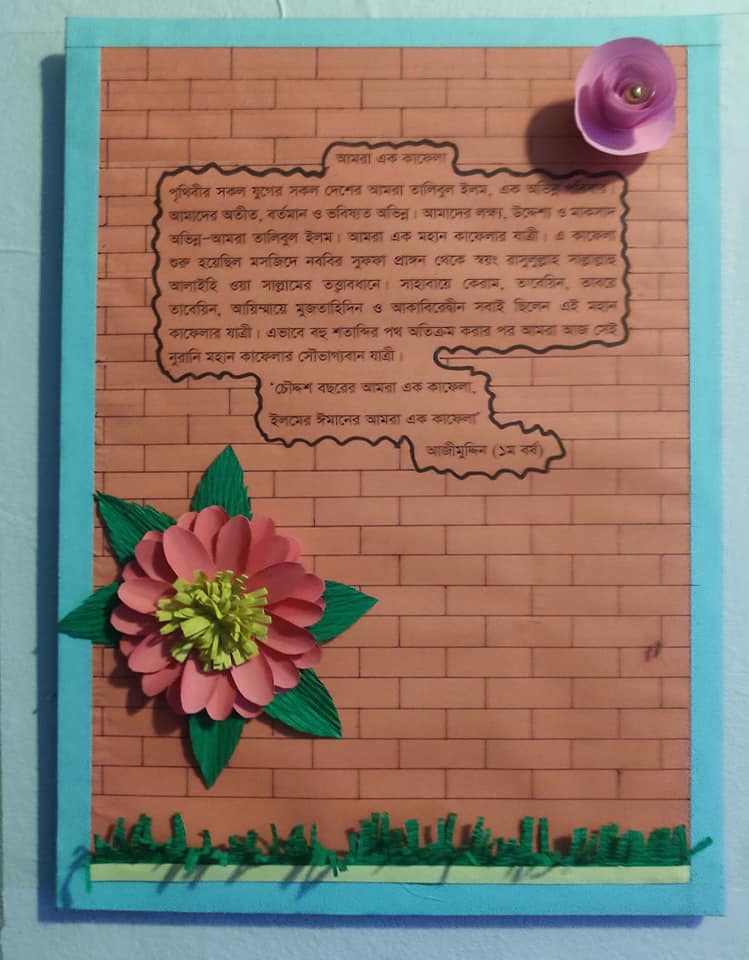 আমরা এক কাফেলা
পৃথিবীর সকল যুগের সকল দেশের আমরা তালিবুল ইলম, এক অভিন্ন পরিবার।
আমাদের অতীত, বর্তমান ও ভবিষ্যত অভিন্ন। আমাদের লক্ষ্য, উদ্দেশ্য ও মাকসাদ
অভিন্ন-আমরা তালিবুল ইলম। আমরা এক মহান কাফেলার যাত্রী। এ কাফেলা
শুরু হয়েছিল মসজিদে নববির সুফফা প্রাঙ্গন থেকে স্বয়ং রাসুলুল্লাহ সাল্লাল্লাহু
আলাইহি ওয়া সাল্লামের তত্ত্বাবধানে। সাহাবায়ে কেরাম, তাবেয়িন, তাবয়ে
তাবেয়িন, আয়িম্মায়ে মুজতাহিদিন ও আকাবিরেদ্বীন সবাই ছিলেন এই মহান
কাফেলার যাত্রী। এভাবে বহু শতাব্দির পথ অতিক্রম করার পর আমরা আজ সেই
নুরানি মহান কাফেলার সৌভাগ্যবান যাত্রী।
‘চৌদ্দশ বছরের আমরা এক কাফেলা,
ইলমের ঈমানের আমরা এক কাফেলা’
আজীমুদ্দিন (১ম বর্ষ)